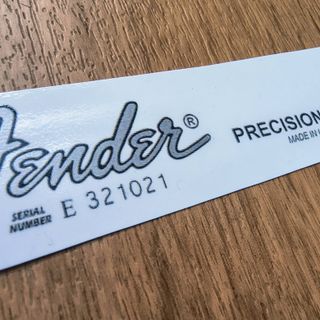 Fender® PRECISION
MADE IN
SERIAL
NUMBER E 321021